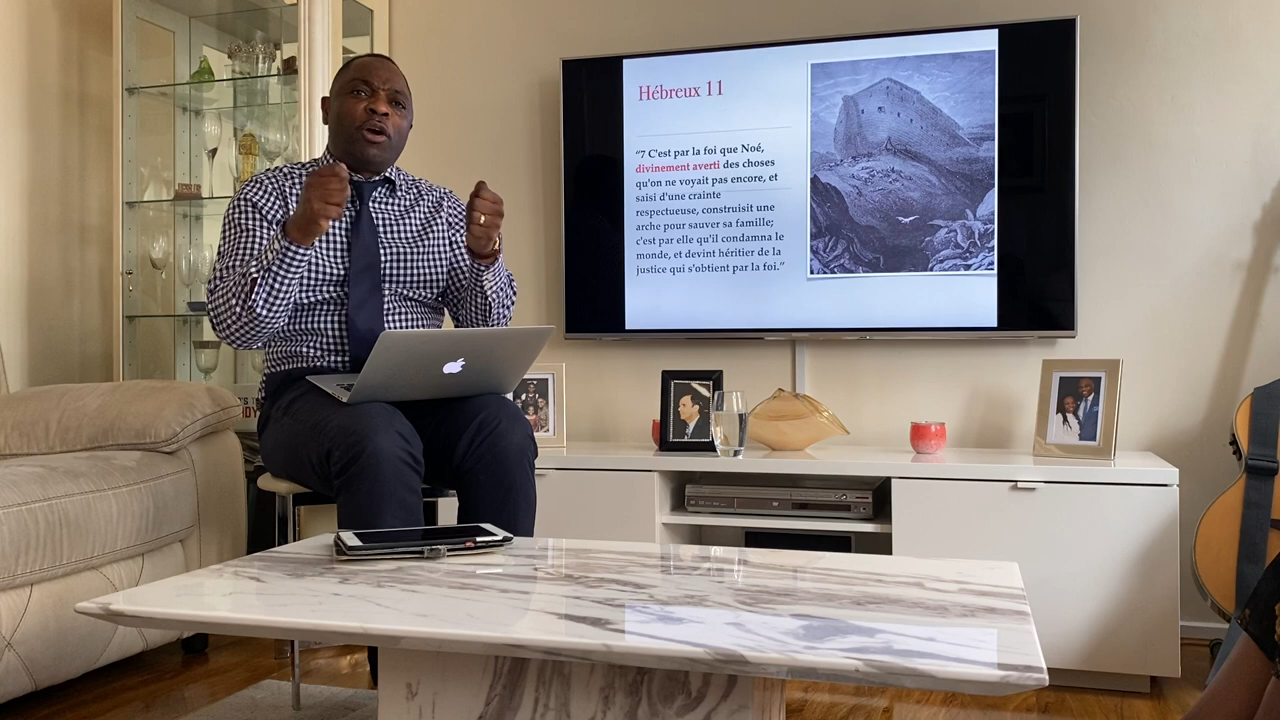 Hébreux 11
“7 C'est par la foi que Noé,
divinement averti des choses
qu'on ne voyait pas encore, et
saisi d'une crainte
respectueuse, construisit une
arche pour sauver sa famille;
c'est par elle qu'il condamna le
monde, et devint héritier de la
justice qui s'obtient par la foi.”